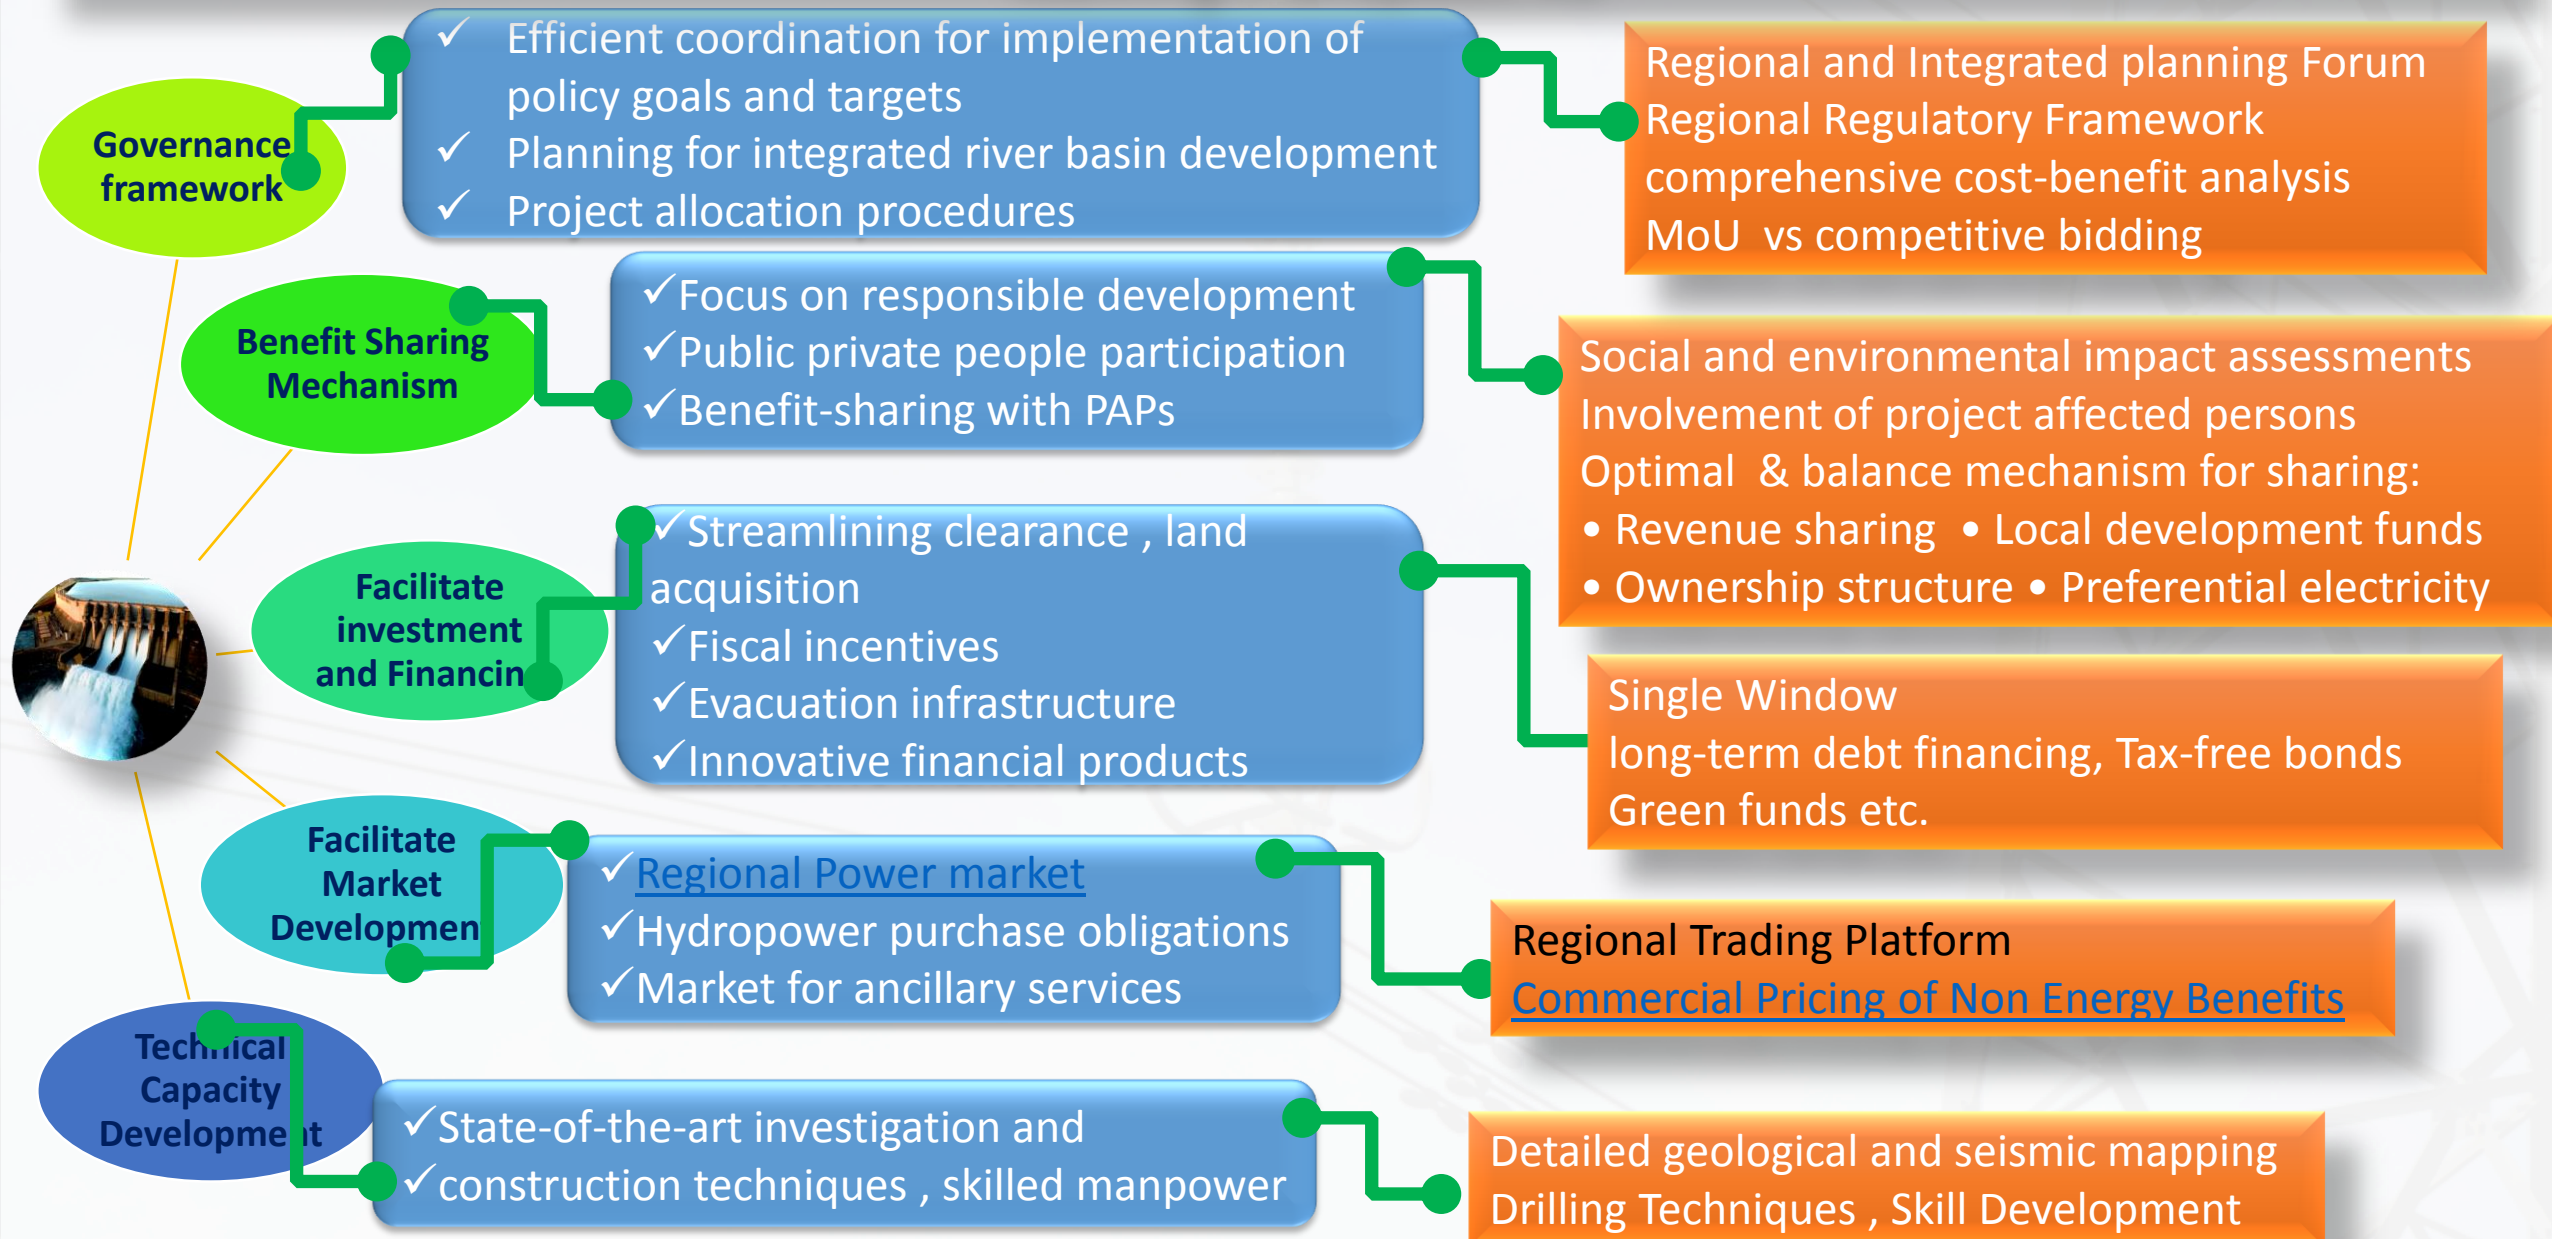 Governance
framework
✓ Efficient coordination for implementation of
policy goals and targets
✓ Planning for integrated river basin development
✓ Project allocation procedures
Regional and Integrated planning Forum
Regional Regulatory Framework
comprehensive cost-benefit analysis
MoU vs competitive bidding
Benefit Sharing
Mechanism
✓Focus on responsible development
✓Public private people participation
✓Benefit-sharing with PAPs
Social and environmental impact assessments
Involvement of project affected persons
Optimal & balance mechanism for sharing:
• Revenue sharing • Local development funds
• Ownership structure • Preferential electricity
Facilitate
investment
and Financin
✓Streamlining clearance , land
acquisition
✓Fiscal incentives
✓Evacuation infrastructure
✓Innovative financial products
Single Window
long-term debt financing, Tax-free bonds
Green funds etc.
Facilitate
Market
Development
✓Regional Power market
✓Hydropower purchase obligations
✓Market for ancillary services
Regional Trading Platform
Commercial Pricing of Non Energy Benefits
Technical
Capacity
Development
✓State-of-the-art investigation and
✓construction techniques , skilled manpower
Detailed geological and seismic mapping
Drilling Techniques , Skill Development